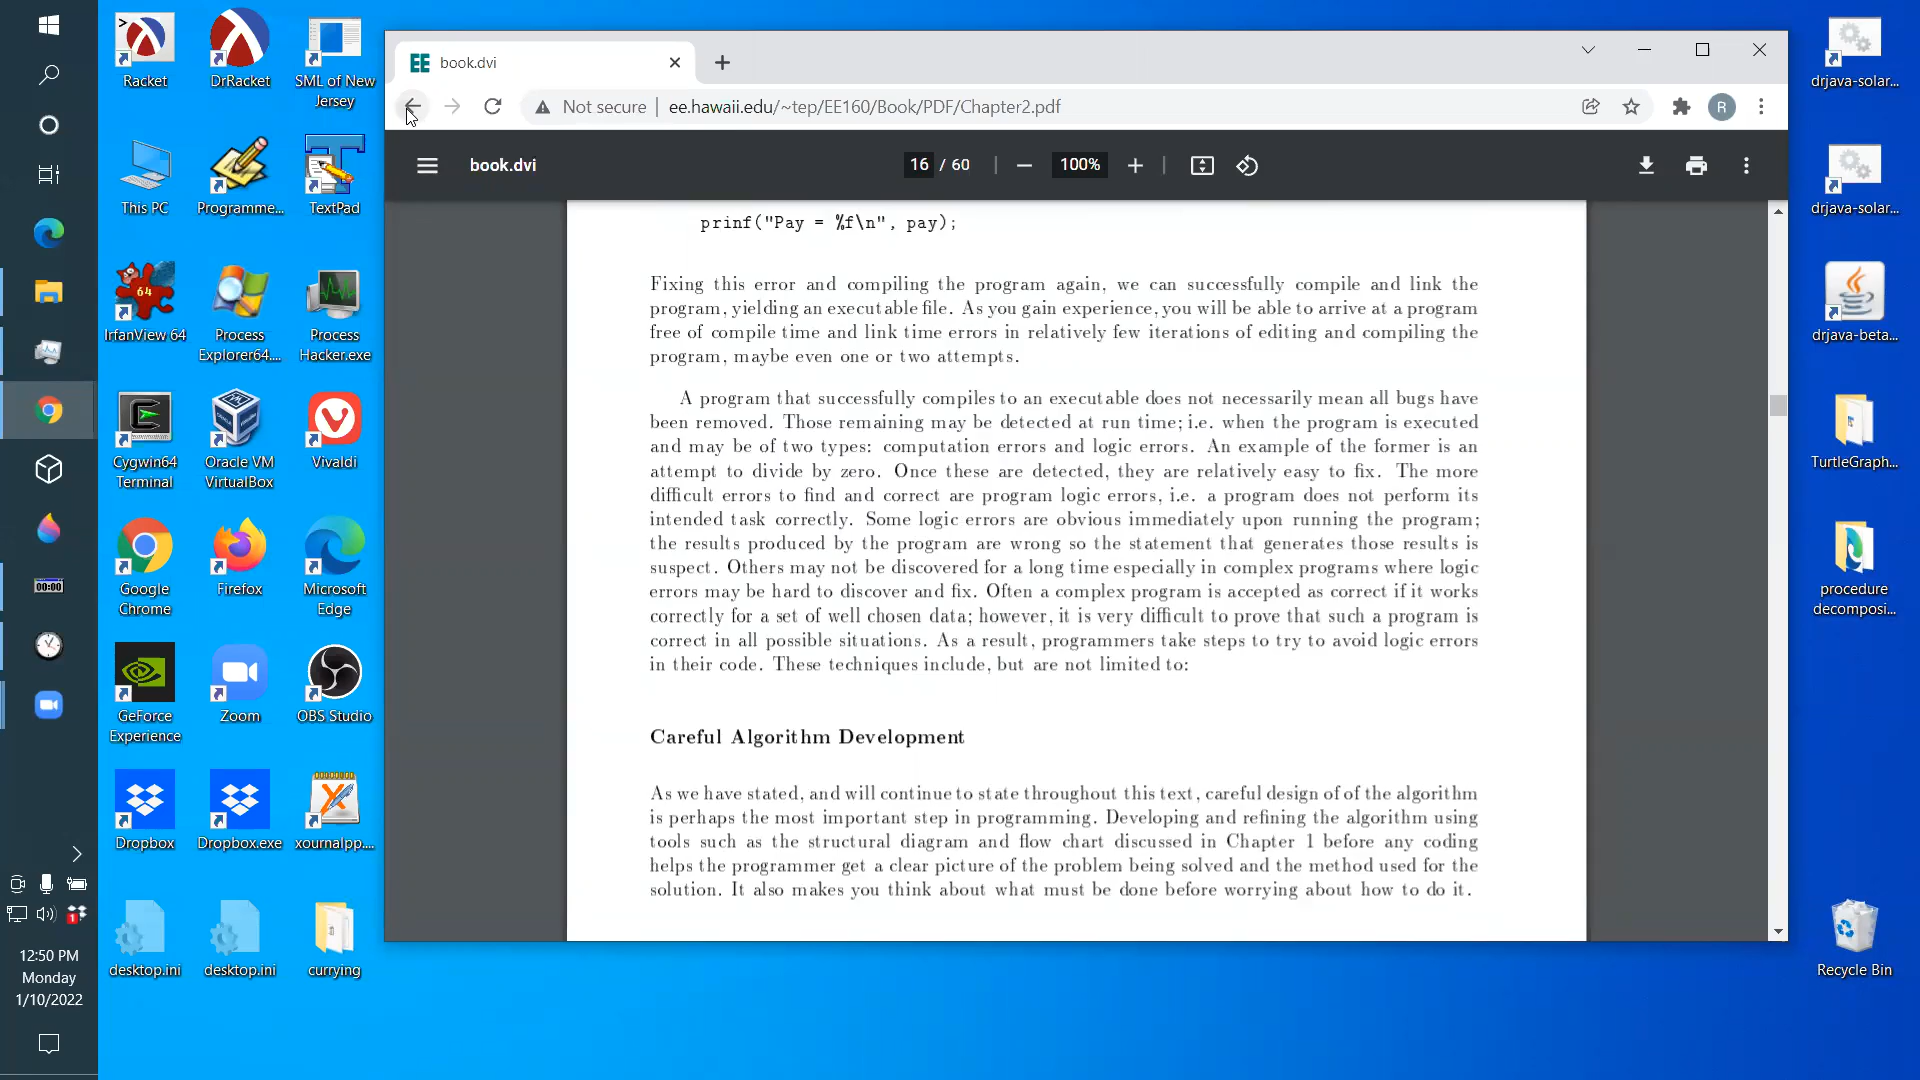 Racket
DrRacket
SML of New
Jersey
This PC
Programme...
TextPad
64
IrfanView 64
Process
Explorer64....
Process
Hacker.exe
Cygwin64
Terminal
Oracle VM
VirtualBox
Vivaldi
Google
Chrome
Firefox
Microsoft
Edge
GeForce
Experience
Zoom
OBS Studio
Dropbox
Dropbox.exe
xournalpp....
desktop.ini
desktop.ini
currying
00:00
1
12:50 PM
Monday
1/10/2022
book.dvi
Not secure
ee.hawaii.edu/~tep/EE160/Book/PDF/Chapter2.pdf
R
book.dvi
16 / 60
100%
prinf("Pay = %f\n", pay);
Fixing this error and compiling the program again, we can successfully compile and link the
program, yielding an executable file. As you gain experience, you will be able to arrive at a program
free of compile time and link time errors in relatively few iterations of editing and compiling the
program, maybe even one or two attempts.
A program that successfully compiles to an executable does not necessarily mean all bugs have
been removed. Those remaining may be detected at run time; i.e. when the program is executed
and may be of two types: computation errors and logic errors. An example of the former is an
attempt to divide by zero. Once these are detected, they are relatively easy to fix. The more
difficult errors to find and correct are program logic errors, i.e. a program does not perform its
intended task correctly. Some logic errors are obvious immediately upon running the program;
the results produced by the program are wrong so the statement that generates those results is
suspect. Others may not be discovered for a long time especially in complex programs where logic
errors may be hard to discover and fix. Often a complex program is accepted as correct if it works
correctly for a set of well chosen data; however, it is very difficult to prove that such a program is
correct in all possible situations. As a result, programmers take steps to try to avoid logic errors
in their code. These techniques include, but are not limited to:
Careful Algorithm Development
As we have stated, and will continue to state throughout this text, careful design of of the algorithm
is perhaps the most important step in programming. Developing and refining the algorithm using
tools such as the structural diagram and flow chart discussed in Chapter 1 before any coding
helps the programmer get a clear picture of the problem being solved and the method used for the
solution. It also makes you think about what must be done before worrying about how to do it.
drjava-solar...
drjava-solar...
drjava-beta...
TurtleGraph...
procedure
decomposi...
Recycle Bin